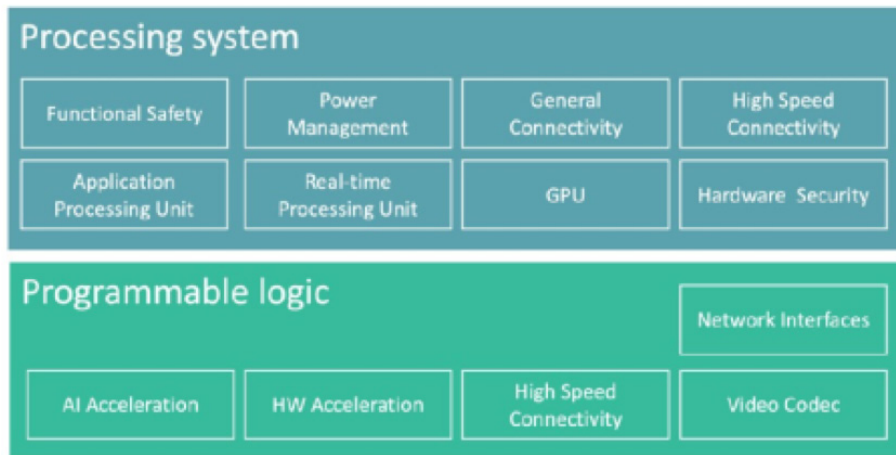 Processing system
Functional Safety
Power
Management
General
Connectivity
High Speed
Connectivity
Application
Processing Unit
Real-time
Processing Unit
GPU
Hardware Security
Programmable logic
Network Interfaces
AI Acceleration
HW Acceleration
High Speed
Connectivity
Video Codec